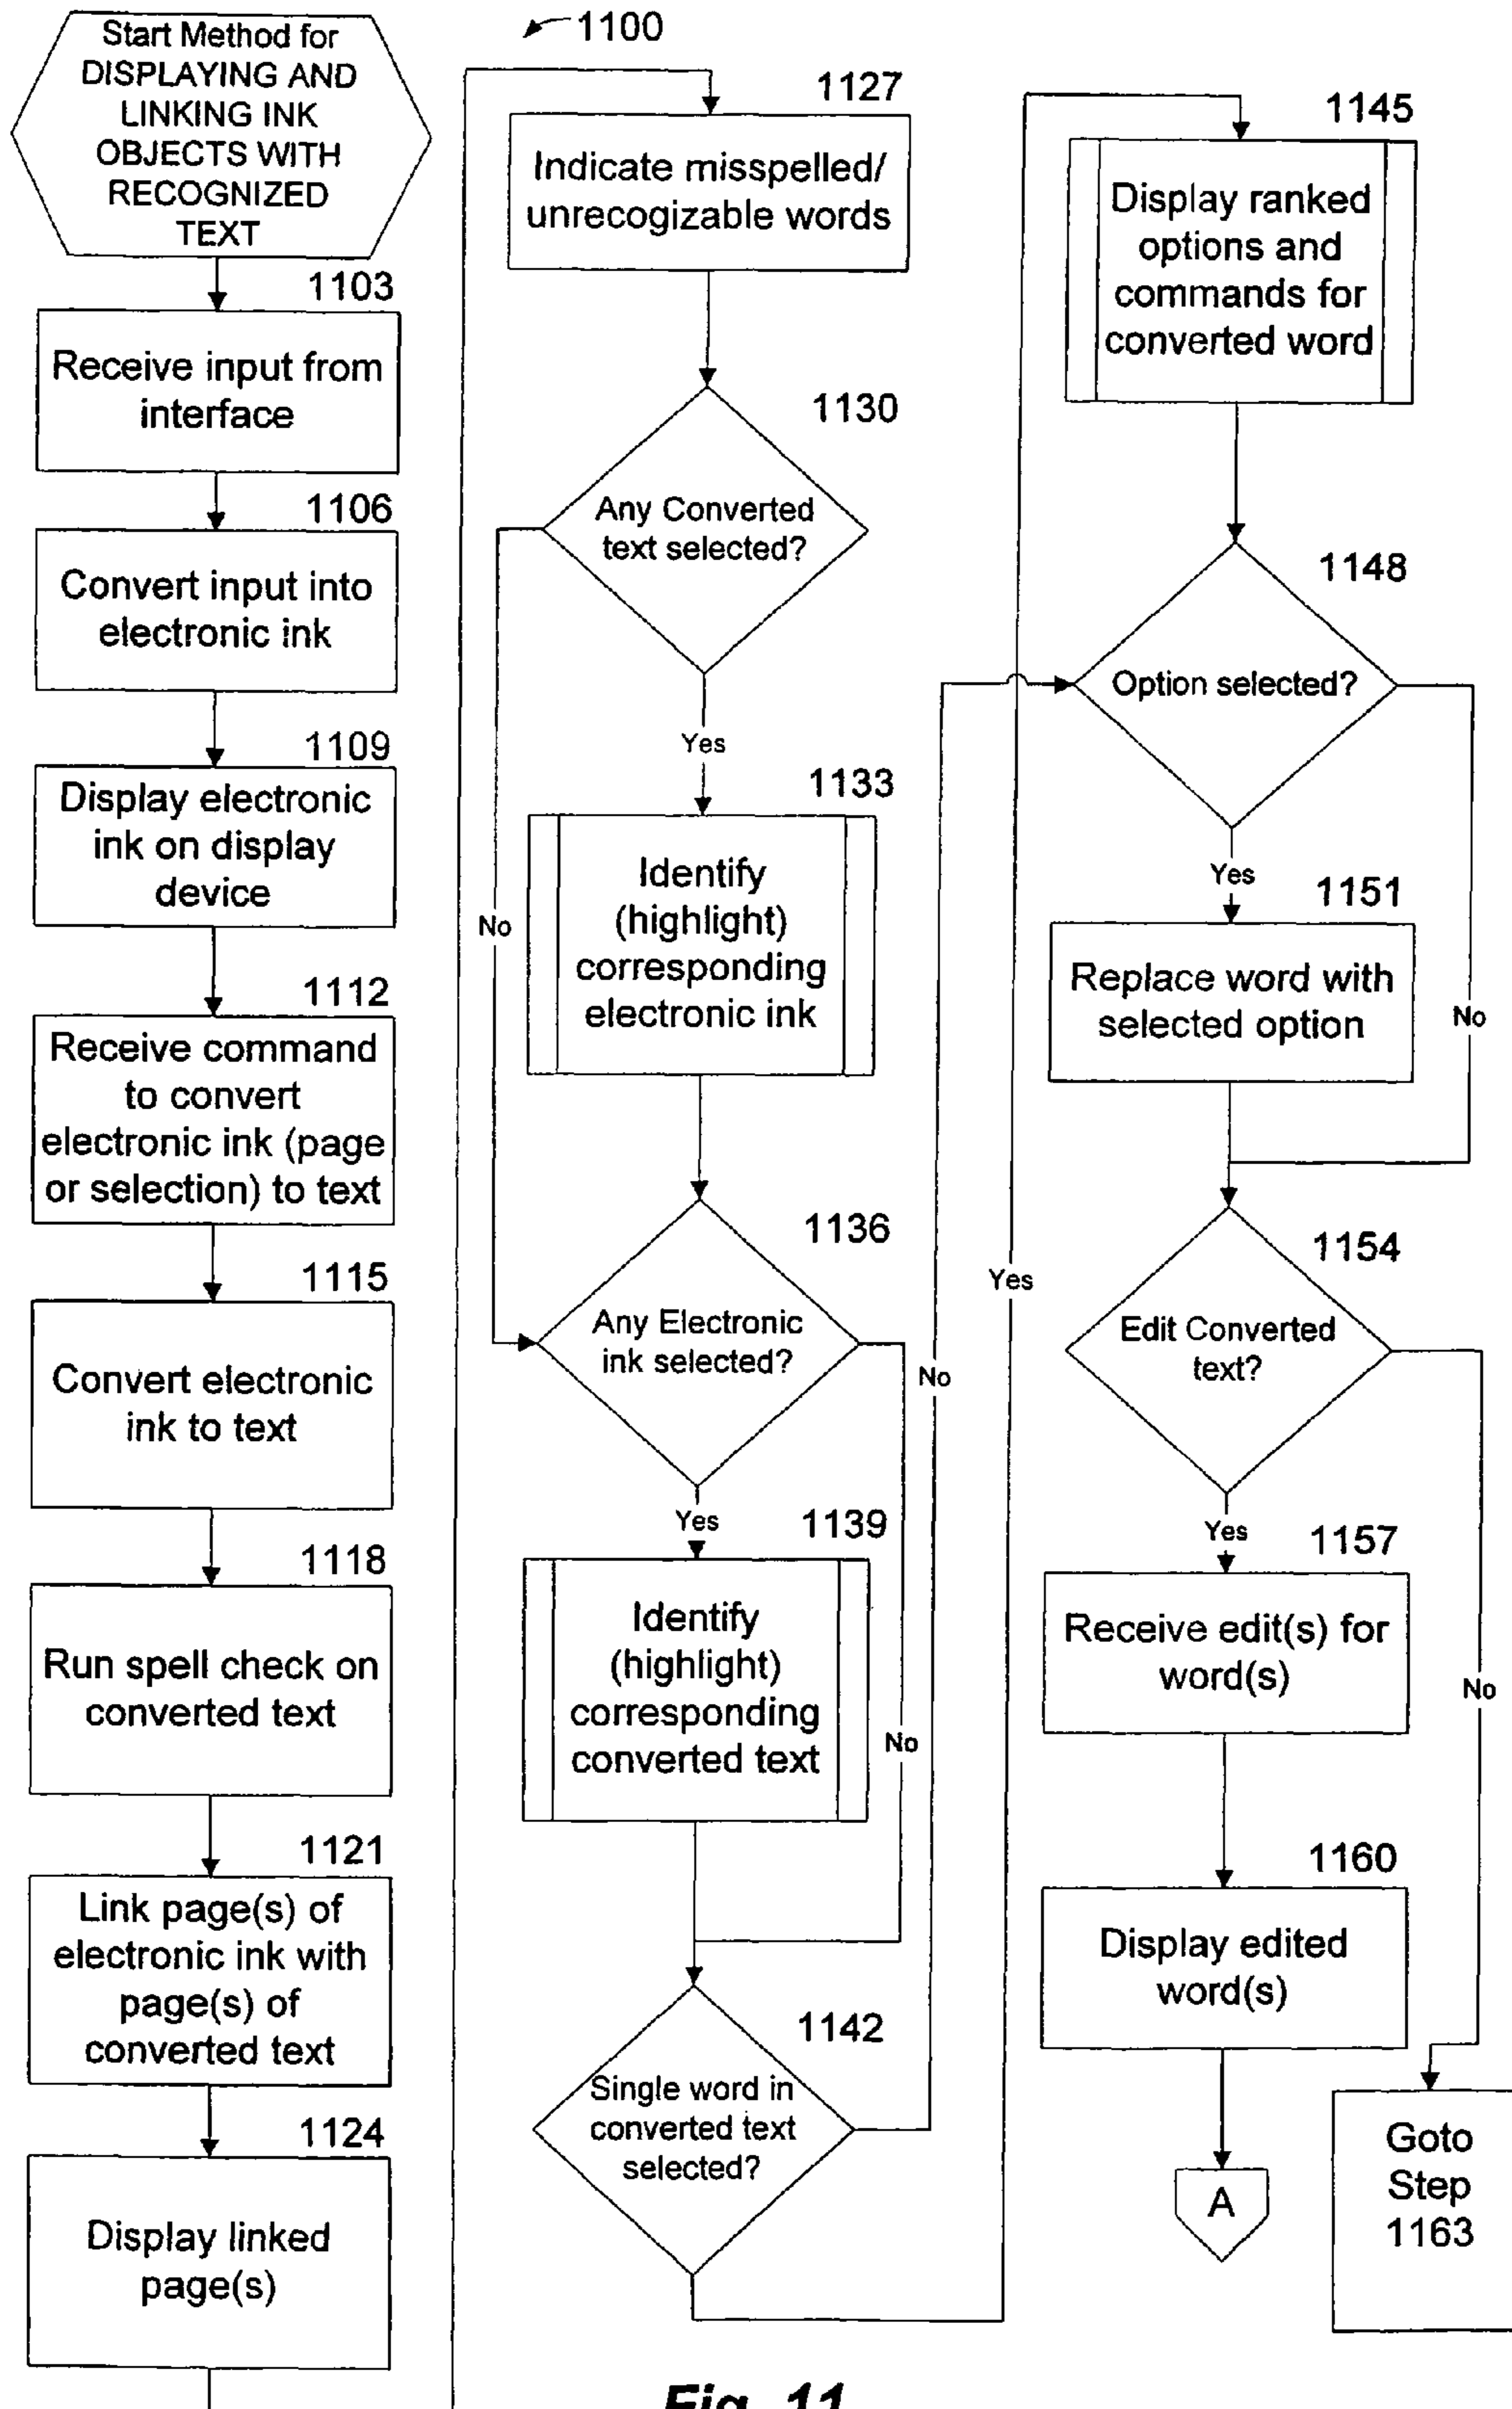 Start Method for
DISPLAYING AND
LINKING INK
OBJECTS WITH
RECOGNIZED
TEXT
1103
Receive input from
interface
1106
Convert input into
electronic ink
1109
Display electronic
ink on display
device
1112
Receive command
to convert
electronic ink (page
or selection) to text
1115
Convert electronic
ink to text
1118
Run spell check on
converted text
1121
Link page(s) of
electronic ink with
page(s) of
converted text
1124
Display linked
page(s)
1100
1127
Indicate misspelled/
unrecogizable words
1130
Any Converted
text selected?
Yes
No
1133
Identify
(highlight)
corresponding
electronic ink
1136
Any Electronic
ink selected?
No
Yes
1139
Identify
(highlight)
corresponding
converted text
No
1142
Single word in
converted text
selected?
Yes
1145
Display ranked
options and
commands for
converted word
1148
Option selected?
Yes
No
1151
Replace word with
selected option
1154
Edit Converted
text?
Yes
No
1157
Receive edit(s) for
word(s)
1160
Display edited
word(s)
A
Goto
Step
1163
Fig. 11